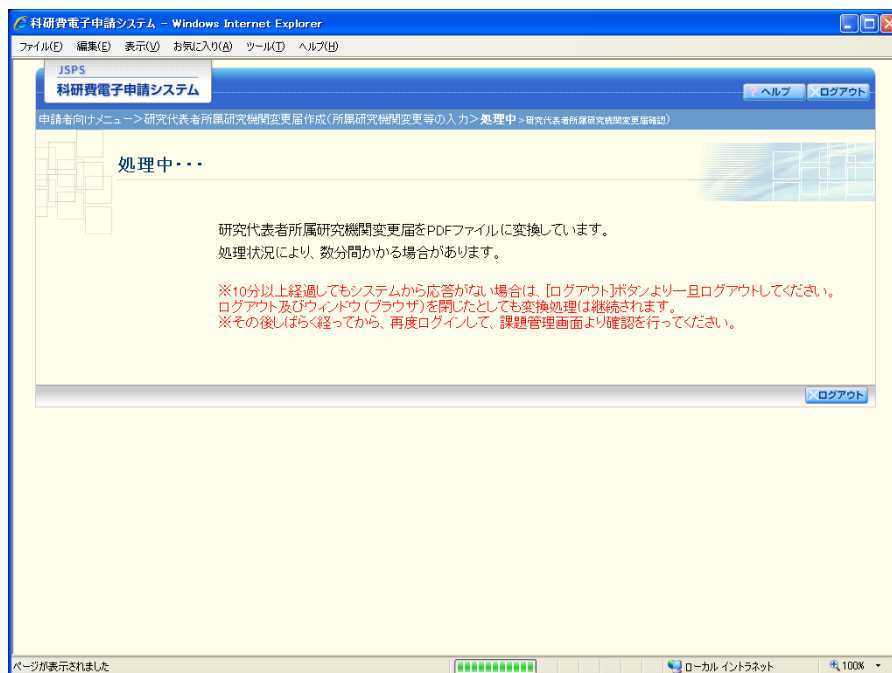 科研費電子申請システム - Windows Internet Explorer
ファイル(F) 編集(E) 表示(V) お気に入り(A) ツール(T) ヘルプ(H)
JSPS
科研費電子申請システム
? ヘルプ ×ログアウト
申請者向けメニュー>研究代表者所属研究機関変更届作成(所属研究機関変更等の入力>処理中>研究代表者所属研究機関変更届確認)
処理中・・・
研究代表者所属研究機関変更届をPDFファイルに変換しています。
処理状況により、数分間かかる場合があります。
※10分以上経過してもシステムから応答がない場合は、[ログアウト]ボタンより一旦ログアウトしてください。
ログアウト及びウィンドウ(ブラウザ)を閉じたとしても変換処理は継続されます。
※その後しばらく経ってから、再度ログインして、課題管理画面より確認を行ってください。
×ログアウト
ページが表示されました ローカル イントラネット 100%